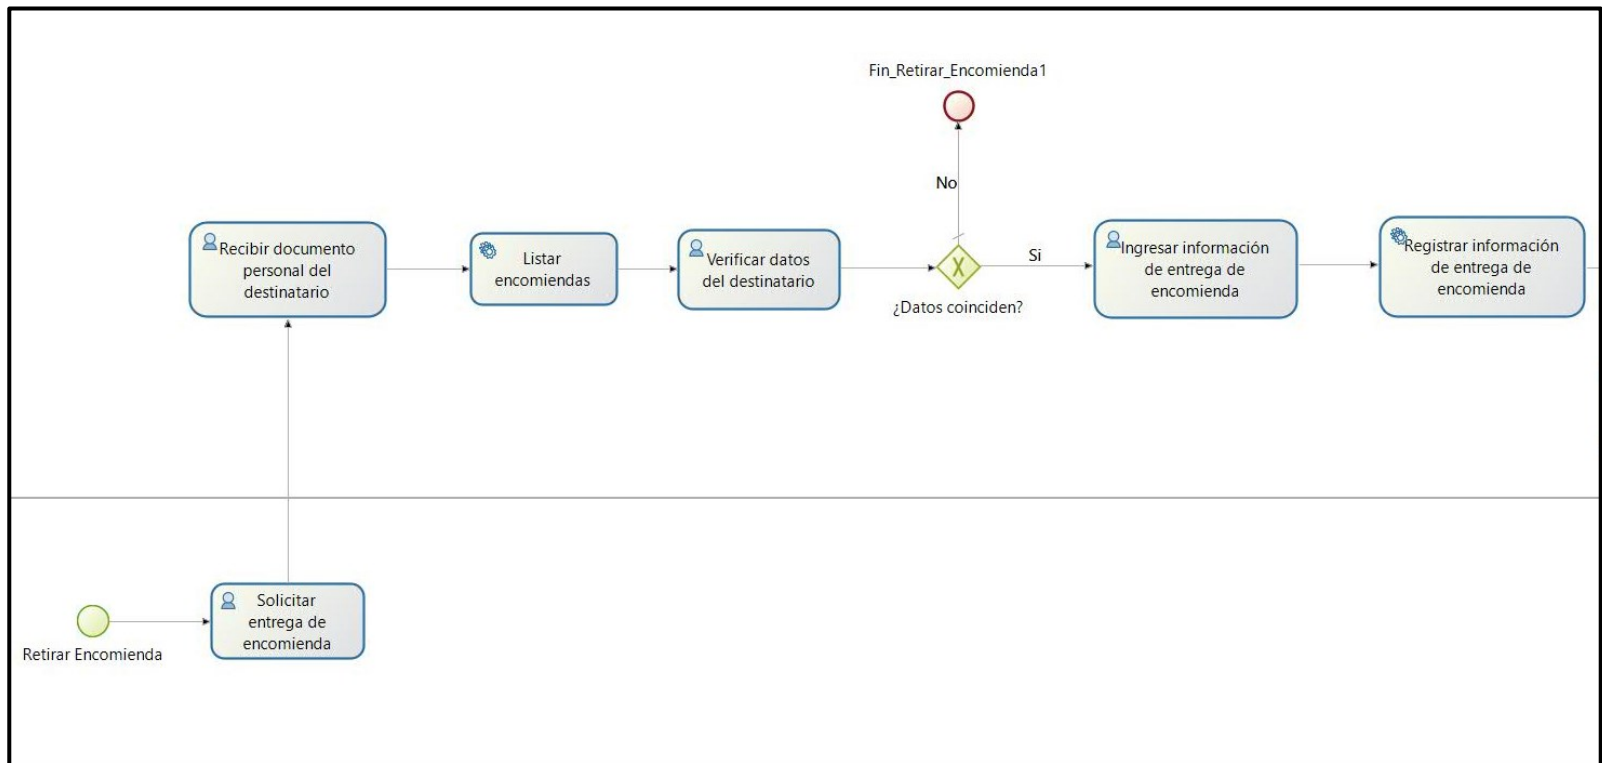 Fin_Retirar_Encomienda1
No
Recibir documento
personal del
destinatario
Listar
encomiendas
Verificar datos
del destinatario
X
¿Datos coinciden?
Si
Ingresar información
de entrega de
encomienda
Registrar información
de entrega de
encomienda
Retirar Encomienda
Solicitar
entrega de
encomienda